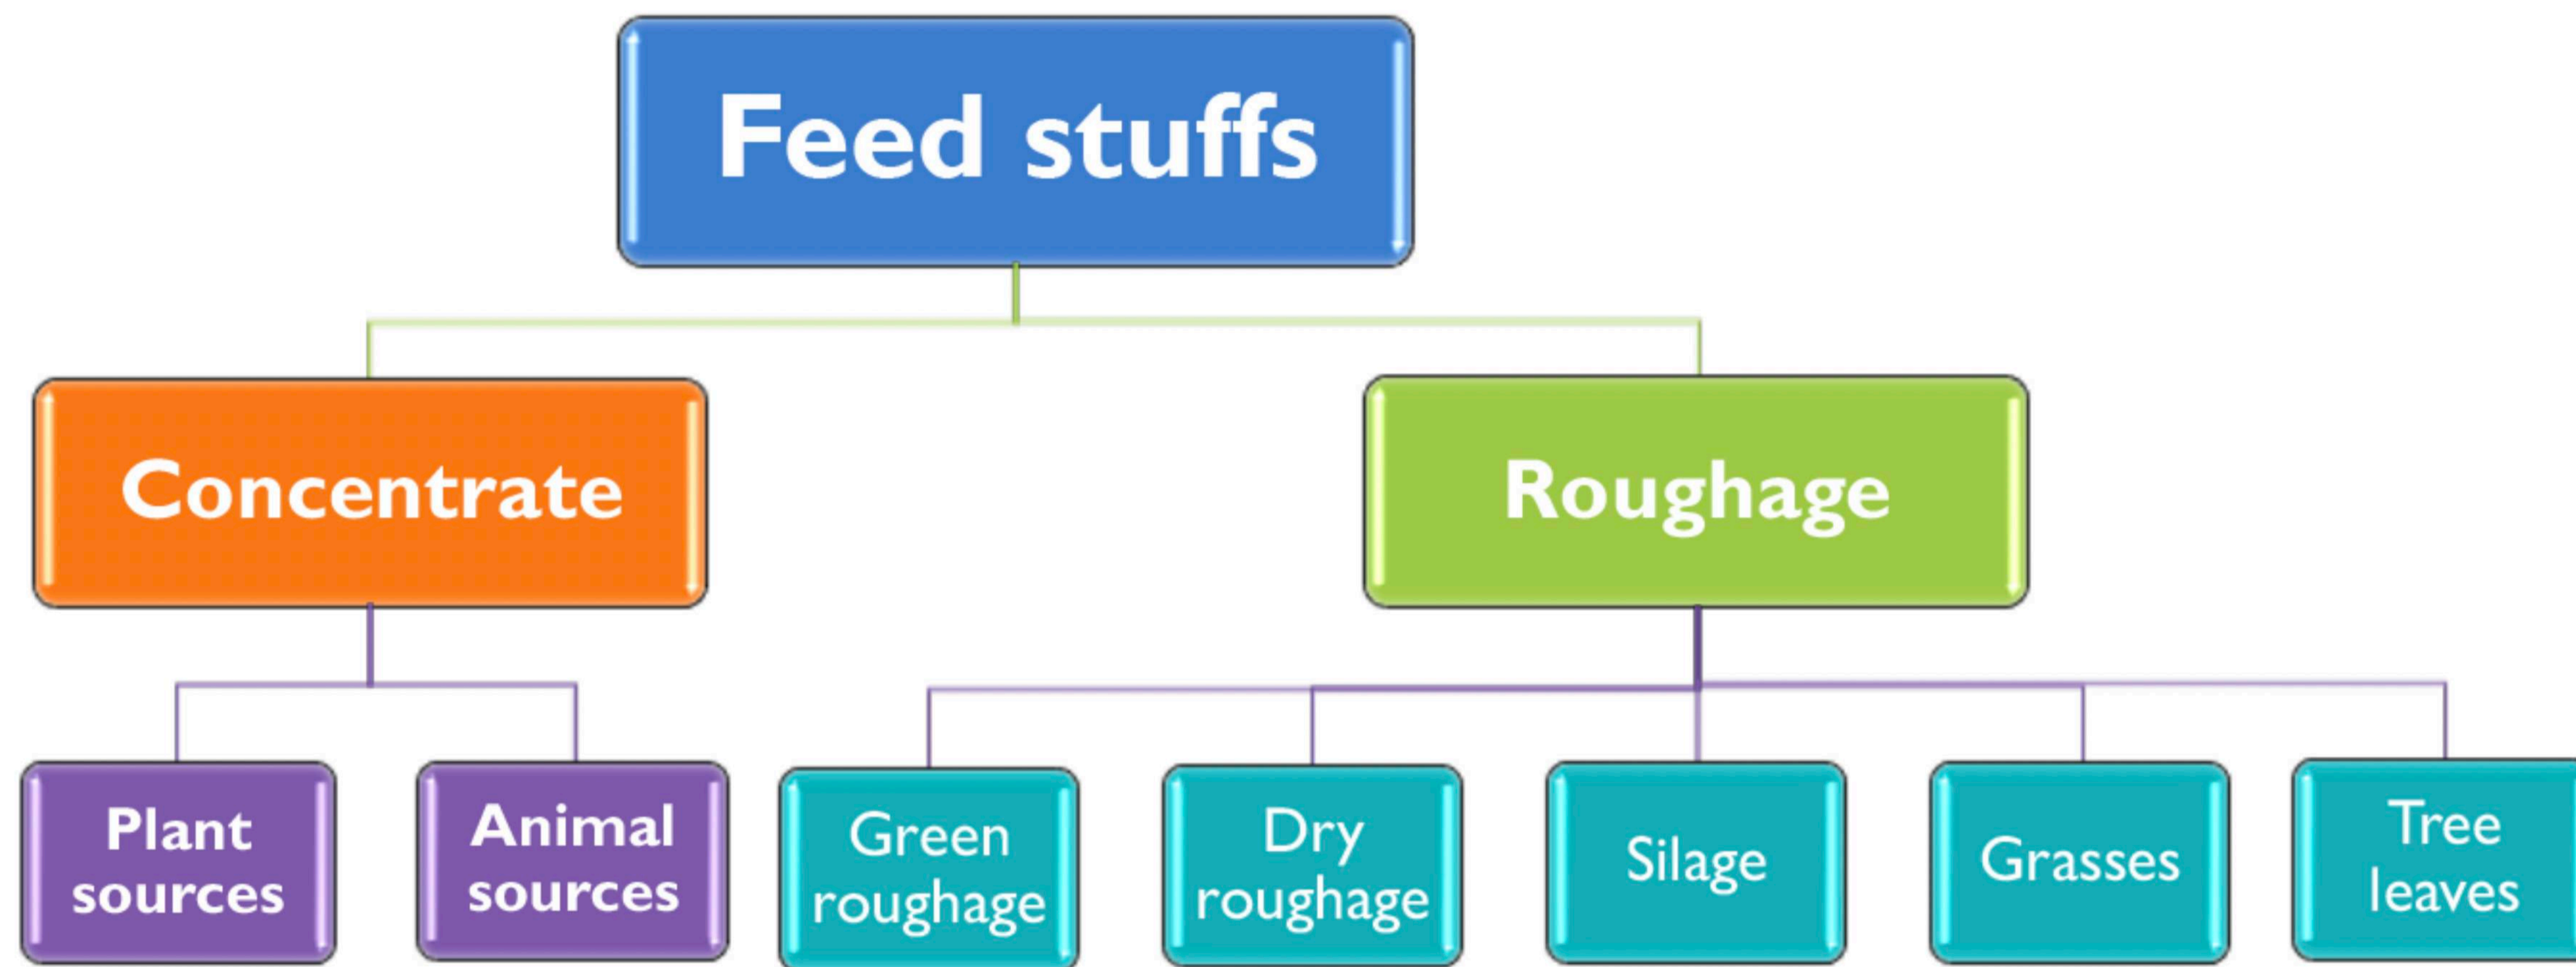 Feed stuffs
Concentrate
Roughage
Plant
sources
Animal
sources
Green
roughage
Dry
roughage
Silage
Grasses
Tree
leaves